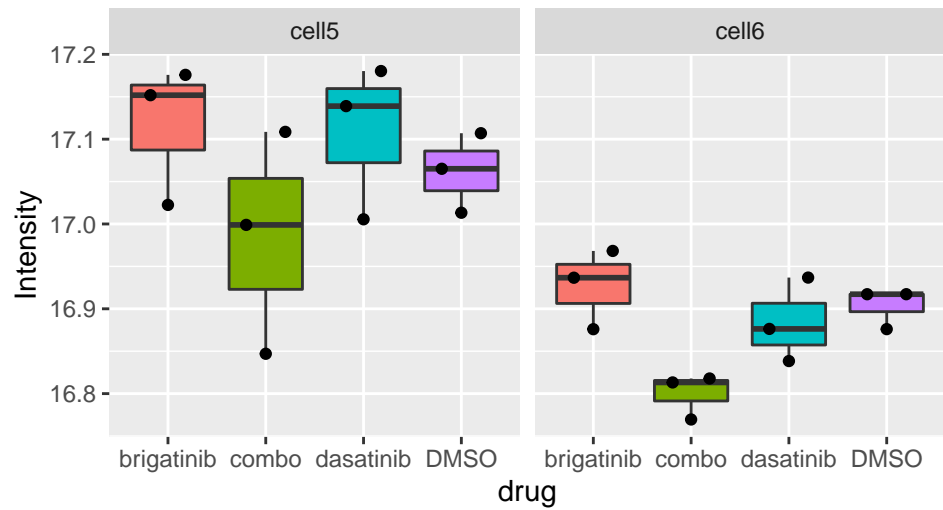 cell5 cell6
17.2
17.1
17.0
16.9
16.8
Intensity
brigatinib combo dasatinib DMSO brigatinib combo dasatinib DMSO
drug